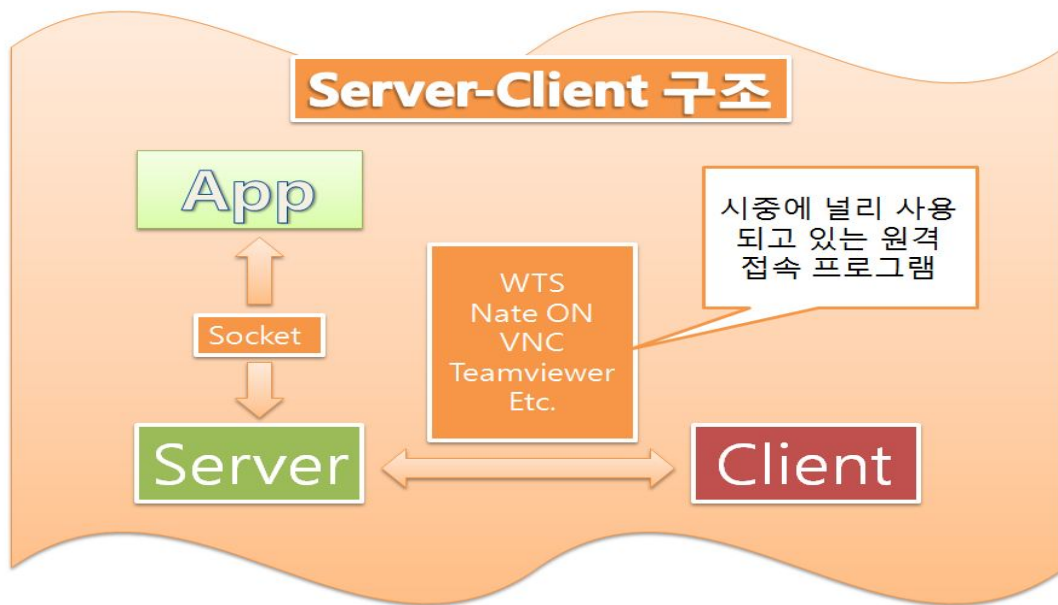 Server-Client 구조
App
시중에 널리 사용
되고 있는 원격
접속 프로그램
WTS
Nate ON
VNC
Teamviewer
Etc.
Socket
Server
Client